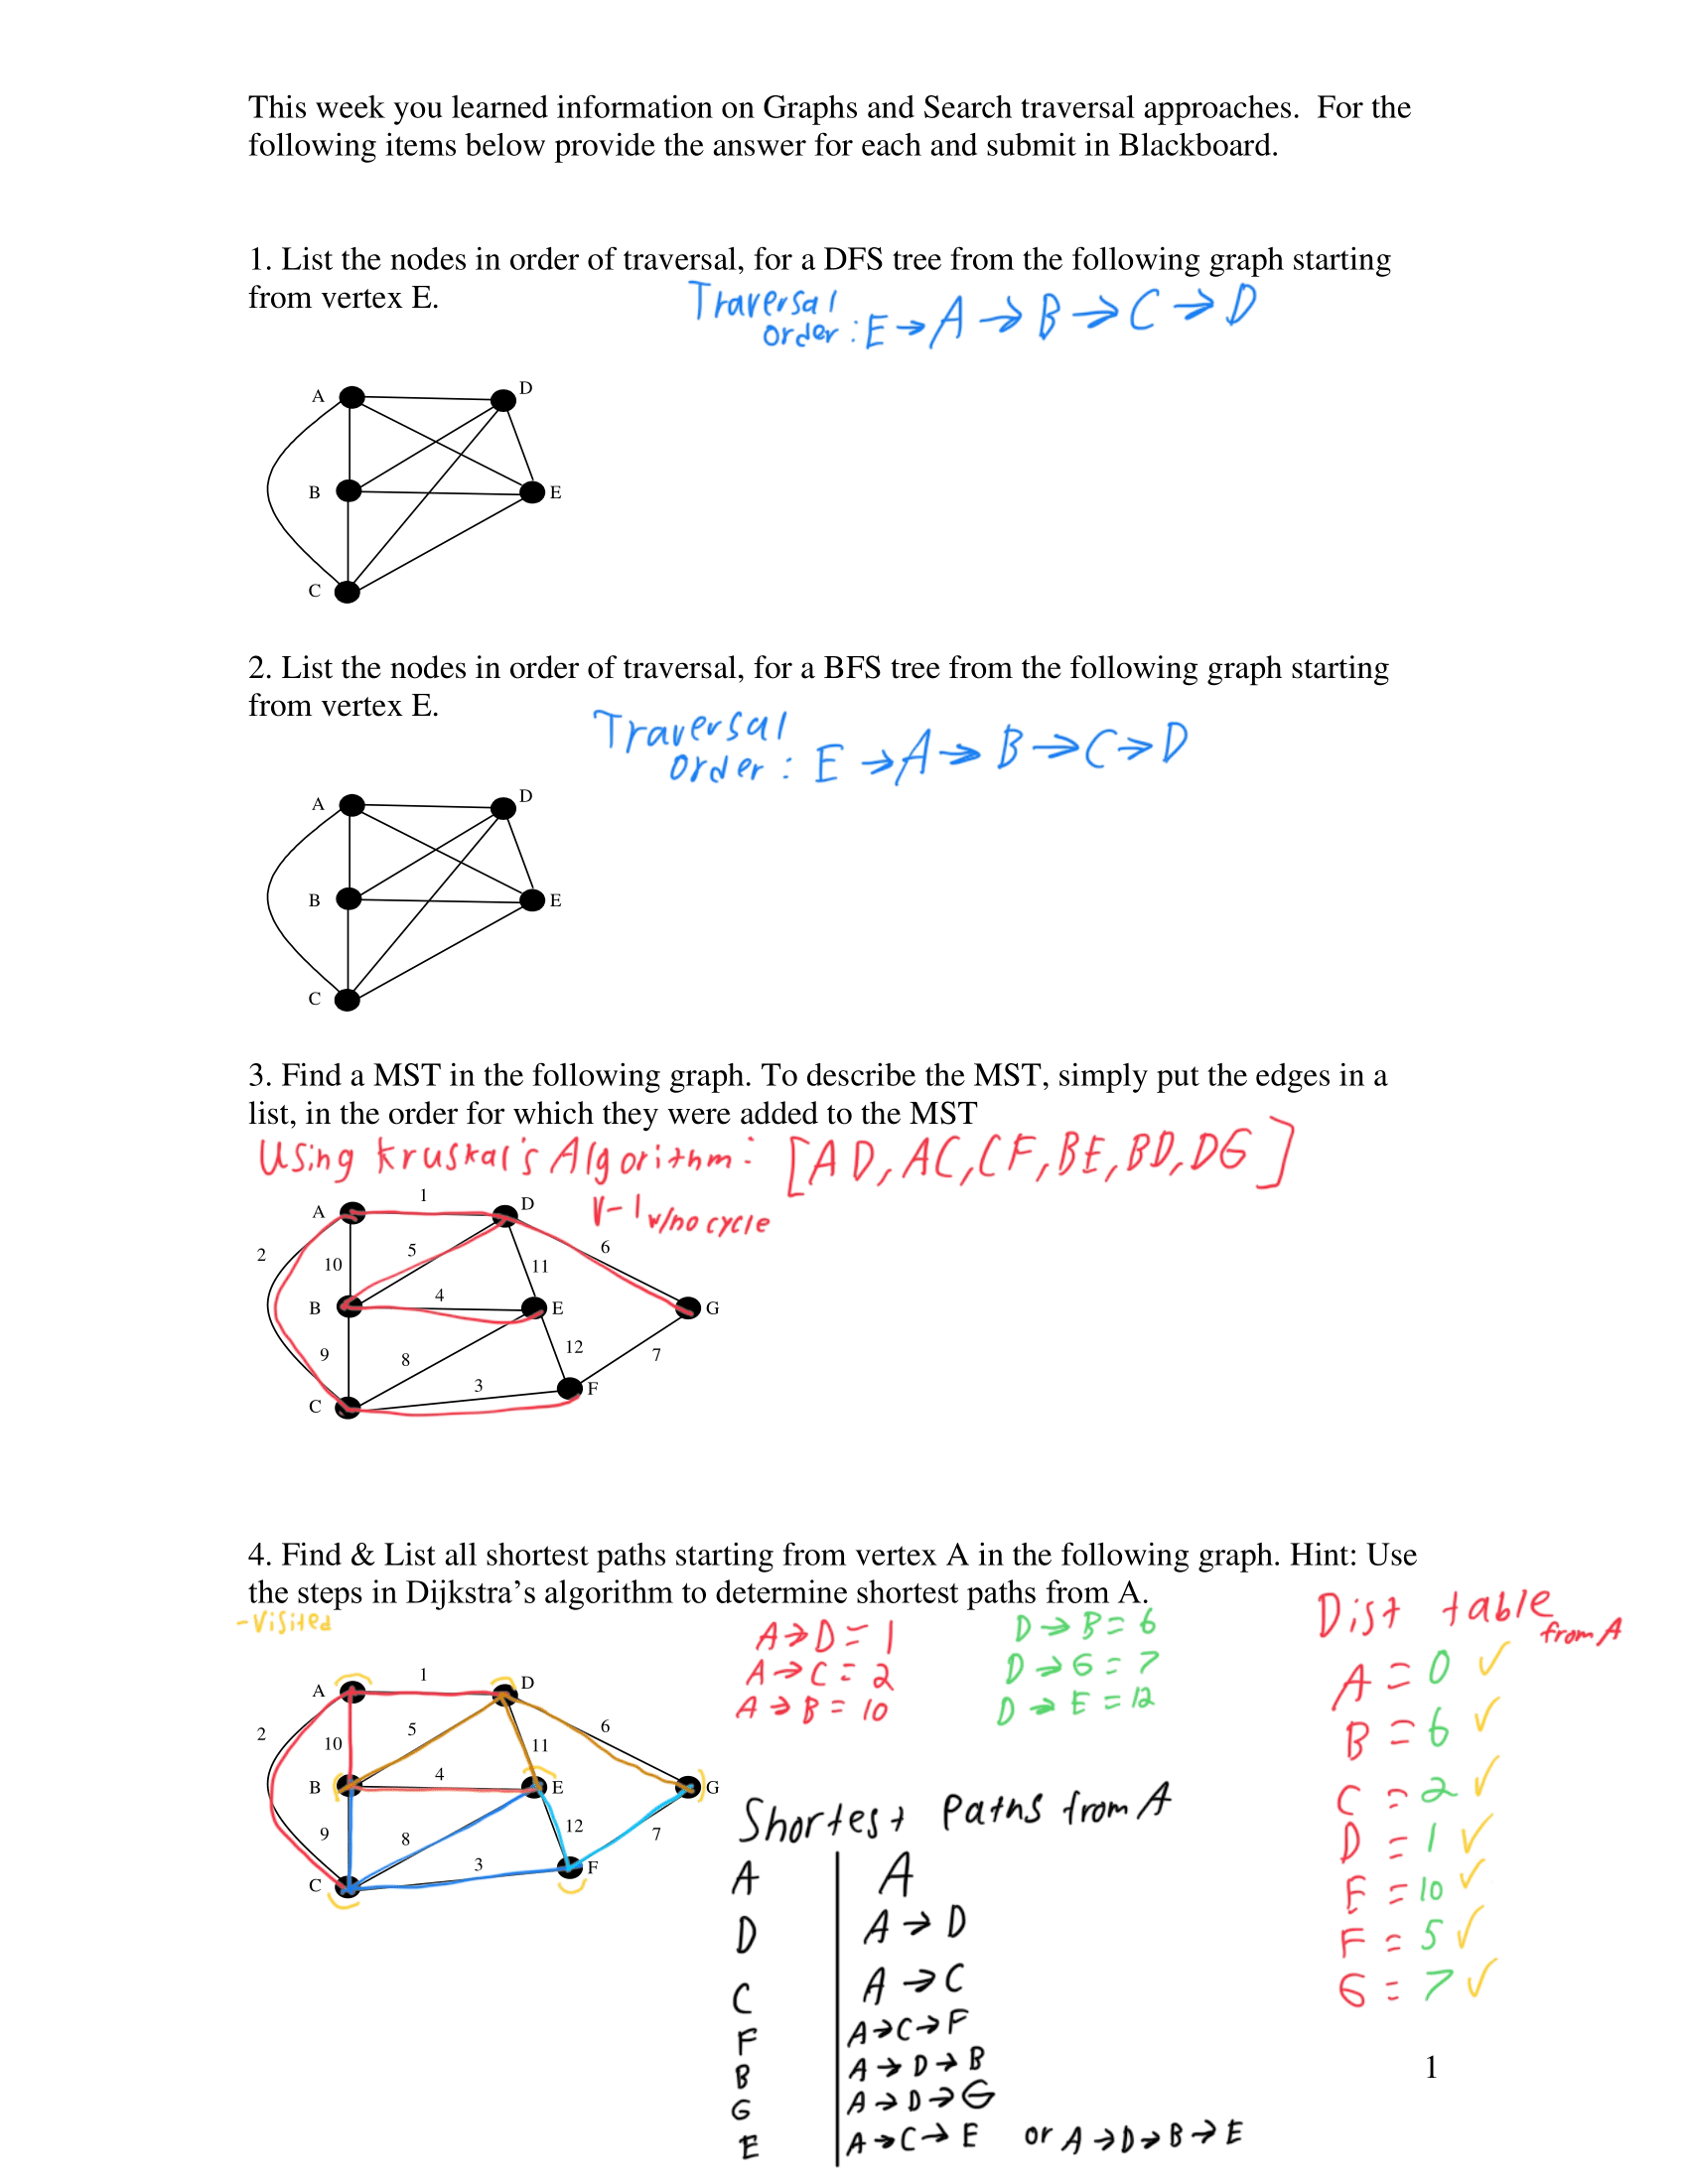 This week you learned information on Graphs and Search traversal approaches.  For the
following items below provide the answer for each and submit in Blackboard.
1. List the nodes in order of traversal, for a DFS tree from the following graph starting
from vertex E.
Traversal
order: E → A → B → C → D
A
D
B
E
C
2. List the nodes in order of traversal, for a BFS tree from the following graph starting
from vertex E.
Traversal
order: E → A → B → C → D
A
D
B
E
C
3. Find a MST in the following graph. To describe the MST, simply put the edges in a
list, in the order for which they were added to the MST
Using Kruskal's Algorithm: [AD, AC, CF, BE, BD, DG]
V-1 w/no cycle
A 1 D
2 10 5 11 6
B 4 E G
9 8 12 7
3 F
C
4. Find & List all shortest paths starting from vertex A in the following graph. Hint: Use
the steps in Dijkstra's algorithm to determine shortest paths from A.
-Visited
A 1 D
2 10 5 11 6
B 4 E G
9 8 12 7
3 F
C
A → D = 1
A → C = 2
A → B = 10
D → B = 6
D → G = 7
D → E = 12
Dist table
from A
A = 0 ✓
B = 6 ✓
C = 2 ✓
D = 1 ✓
E = 10 ✓
F = 5 ✓
G = 7 ✓
Shortest Paths from A
A | A
D | A → D
C | A → C
F | A → C → F
B | A → D → B
G | A → D → G
E | A → C → E or A → D → B → E
1